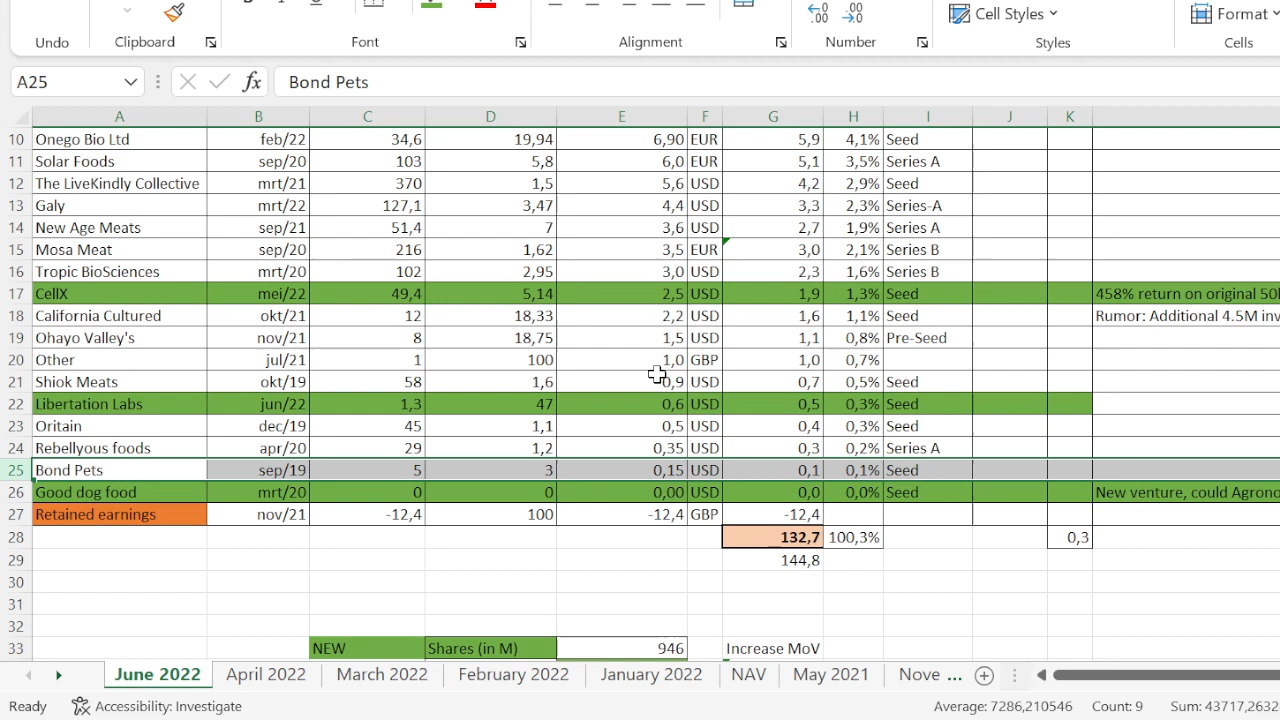 Cell Styles
Format
Undo
Clipboard
Font
Alignment
Number
Styles
Cells
A25
fx
Bond Pets
A B C D E F G H I J K
10 Onego Bio Ltd feb/22 34,6 19,94 6,90 EUR 5,9 4,1% Seed
11 Solar Foods sep/20 103 5,8 6,0 EUR 5,1 3,5% Series A
12 The LiveKindly Collective mrt/21 370 1,5 5,6 USD 4,2 2,9% Seed
13 Galy mrt/22 127,1 3,47 4,4 USD 3,3 2,3% Series-A
14 New Age Meats sep/21 51,4 7 3,6 USD 2,7 1,9% Series A
15 Mosa Meat sep/20 216 1,62 3,5 EUR 3,0 2,1% Series B
16 Tropic BioSciences mrt/20 102 2,95 3,0 USD 2,3 1,6% Series B
17 CellX mei/22 49,4 5,14 2,5 USD 1,9 1,3% Seed 458% return on original
18 California Cultured okt/21 12 18,33 2,2 USD 1,6 1,1% Seed Rumor: Additional 4.5M
19 Ohayo Valley's nov/21 8 18,75 1,5 USD 1,1 0,8% Pre-Seed
20 Other jul/21 1 100 1,0 GBP 1,0 0,7%
21 Shiok Meats okt/19 58 1,6 0,9 USD 0,7 0,5% Seed
22 Libertation Labs jun/22 1,3 47 0,6 USD 0,5 0,3% Seed
23 Oritain dec/19 45 1,1 0,5 USD 0,4 0,3% Seed
24 Rebellyous foods apr/20 29 1,2 0,35 USD 0,3 0,2% Series A
25 Bond Pets sep/19 5 3 0,15 USD 0,1 0,1% Seed
26 Good dog food mrt/20 0 0 0,00 USD 0,0 0,0% Seed New venture, could
27 Retained earnings nov/21 -12,4 100 -12,4 GBP -12,4
28 132,7 100,3% 0,3
29 144,8
30
31
32
33 NEW Shares (in M) 946 Increase MoV
June 2022 April 2022 March 2022 February 2022 January 2022 NAV May 2021 Nove ...
Ready Accessibility: Investigate Average: 7286,210546 Count: 9 Sum: 43717,2632